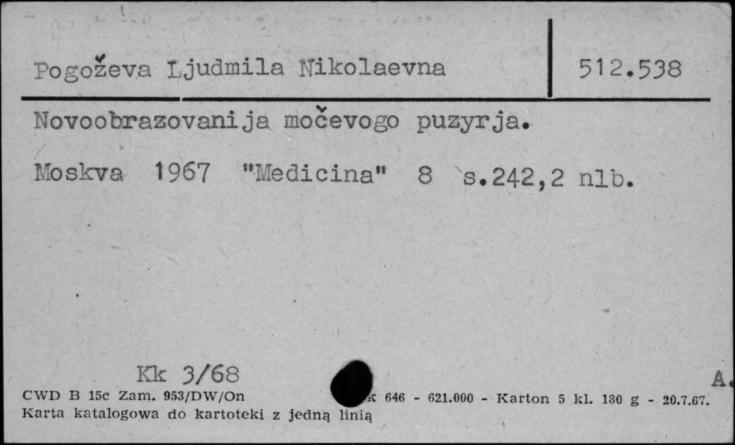 Pogoževa Ljudmila Nikolaevna 512.538
Novoobrazovanija močevogo puzyrja.
Moskva 1967 "Medicina" 8 s.242,2 nlb.
Kk 3/68
A.
CWD B 15c Zam. 953/DW/On k 646 - 621.000 - Karton 5 kl. 180 g - 20.7.67.
Karta katalogowa do kartoteki z jedną linią